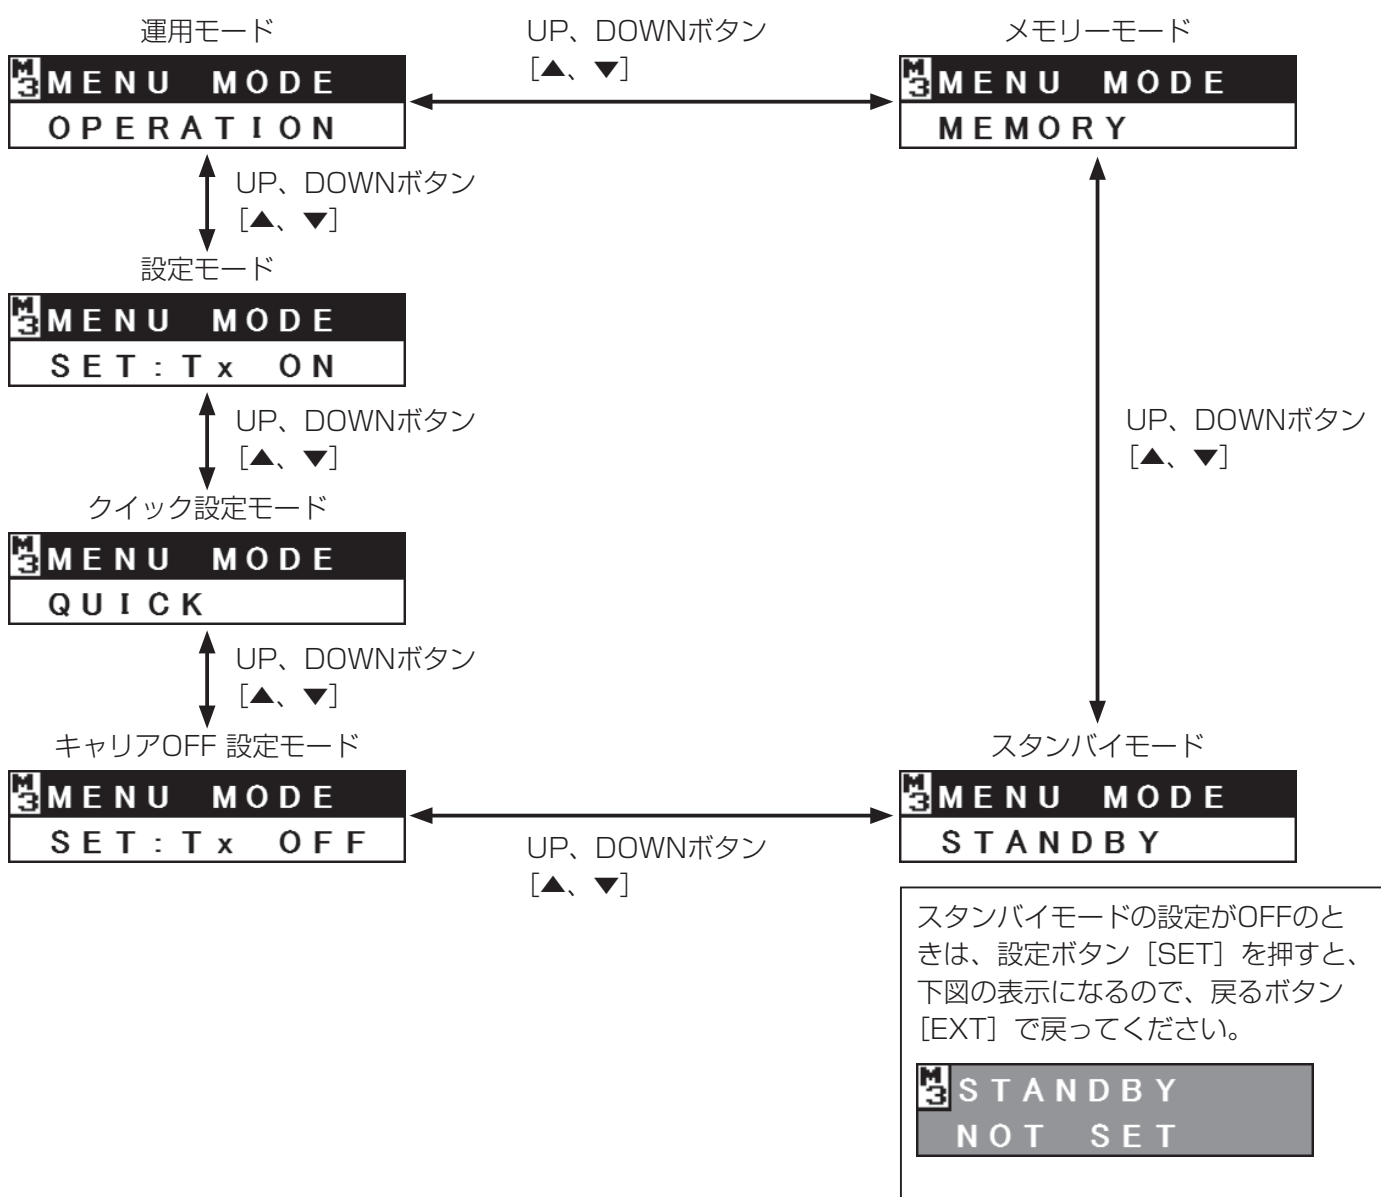 運用モード
UP、DOWNボタン
[▲、▼]
メモリーモード
M3 MENU MODE
OPERATION
M3 MENU MODE
MEMORY
UP、DOWNボタン
[▲、▼]
設定モード
M3 MENU MODE
SET:Tx ON
UP、DOWNボタン
[▲、▼]
UP、DOWNボタン
[▲、▼]
クイック設定モード
M3 MENU MODE
QUICK
UP、DOWNボタン
[▲、▼]
キャリアOFF 設定モード
M3 MENU MODE
SET:Tx OFF
UP、DOWNボタン
[▲、▼]
スタンバイモード
M3 MENU MODE
STANDBY
スタンバイモードの設定がOFFのと
きは、設定ボタン［SET］を押すと、
下図の表示になるので、戻るボタン
［EXT］で戻ってください。
M3 STANDBY
NOT SET